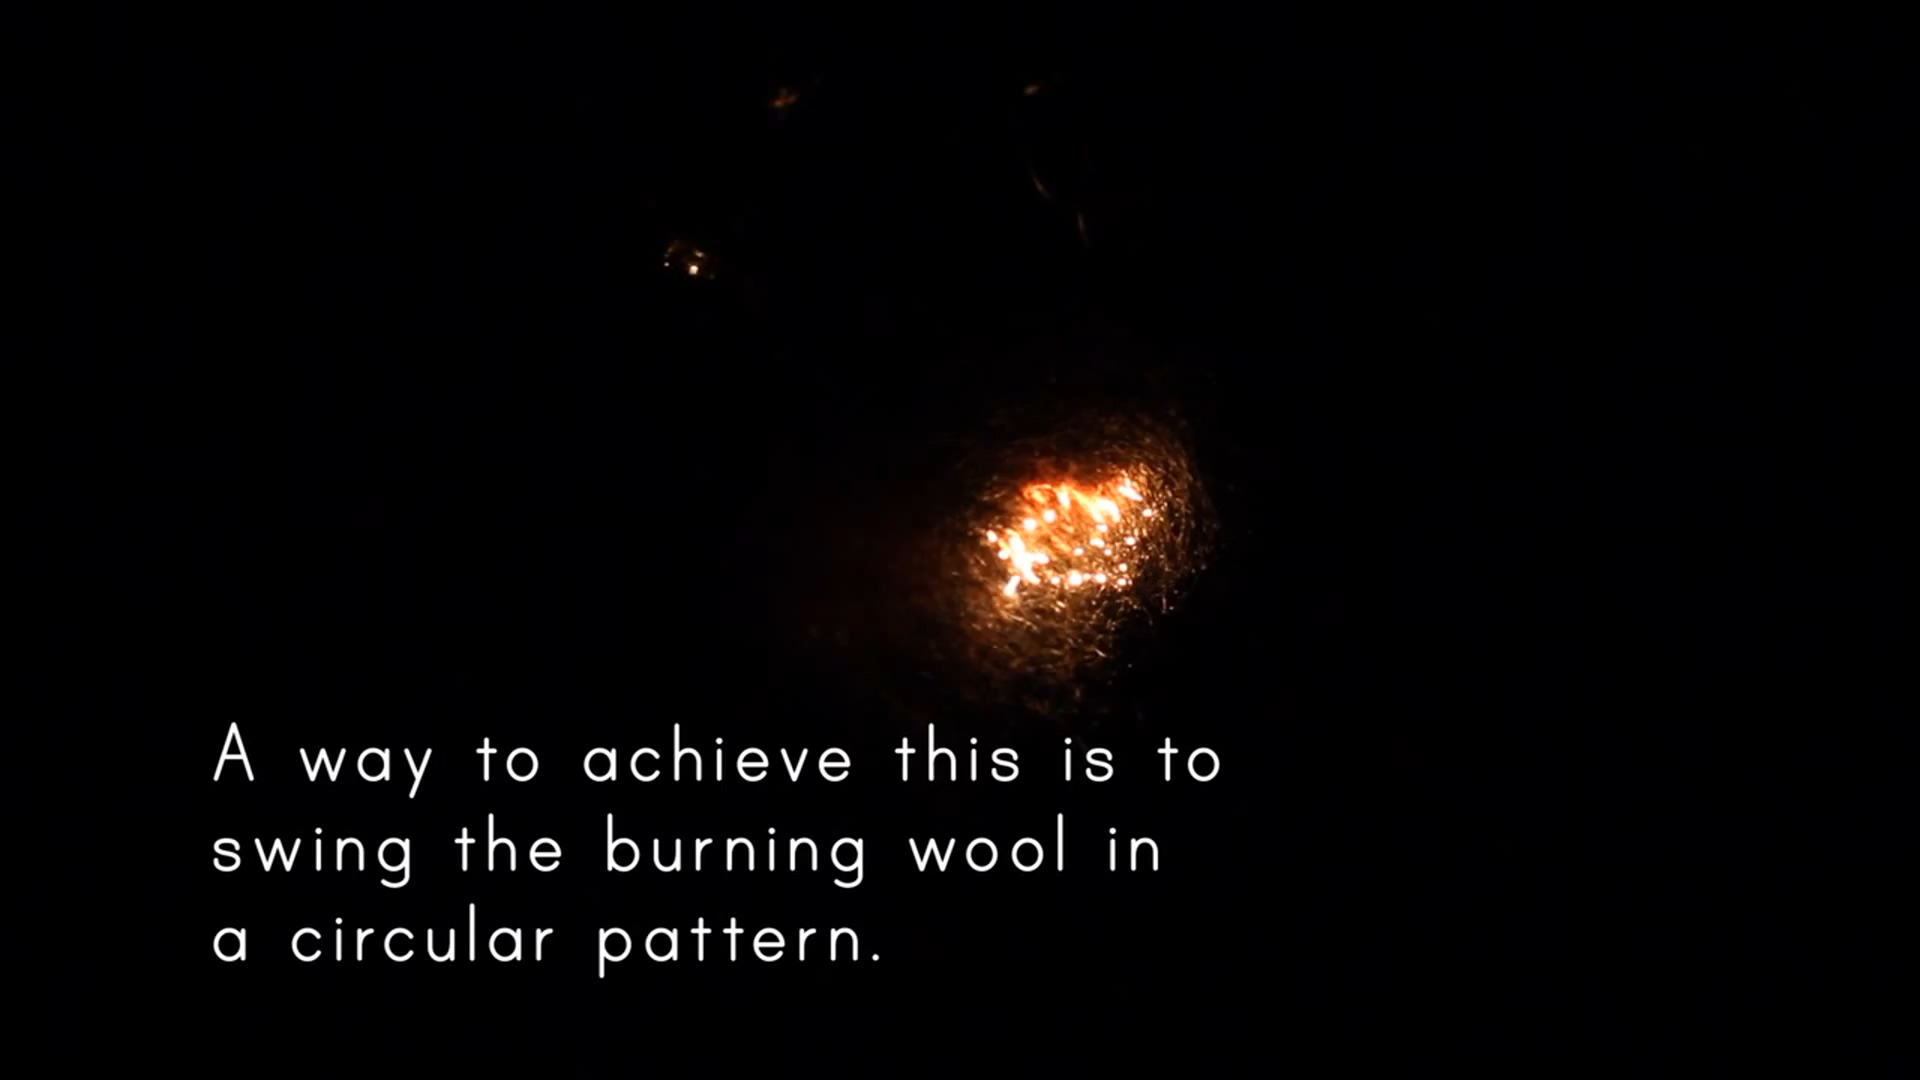 A way to achieve this is to
swing the burning wool in
a circular pattern.